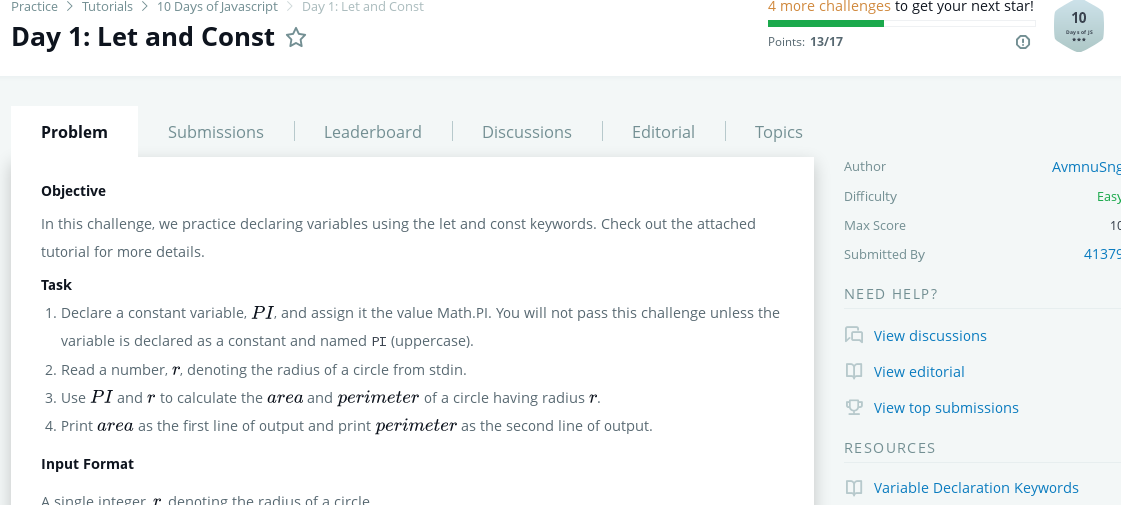 Practice > Tutorials > 10 Days of Javascript > Day 1: Let and Const
Day 1: Let and Const
4 more challenges to get your next star!
Points: 13/17
10
Days of JS
Problem
Submissions
Leaderboard
Discussions
Editorial
Topics
Objective
In this challenge, we practice declaring variables using the let and const keywords. Check out the attached
tutorial for more details.
Task
1. Declare a constant variable, PI, and assign it the value Math.PI. You will not pass this challenge unless the
variable is declared as a constant and named PI (uppercase).
2. Read a number, r, denoting the radius of a circle from stdin.
3. Use PI and r to calculate the area and perimeter of a circle having radius r.
4. Print area as the first line of output and print perimeter as the second line of output.
Input Format
A single integer, r, denoting the radius of a circle
Author AvmnuSng
Difficulty Easy
Max Score 10
Submitted By 41379
NEED HELP?
View discussions
View editorial
View top submissions
RESOURCES
Variable Declaration Keywords